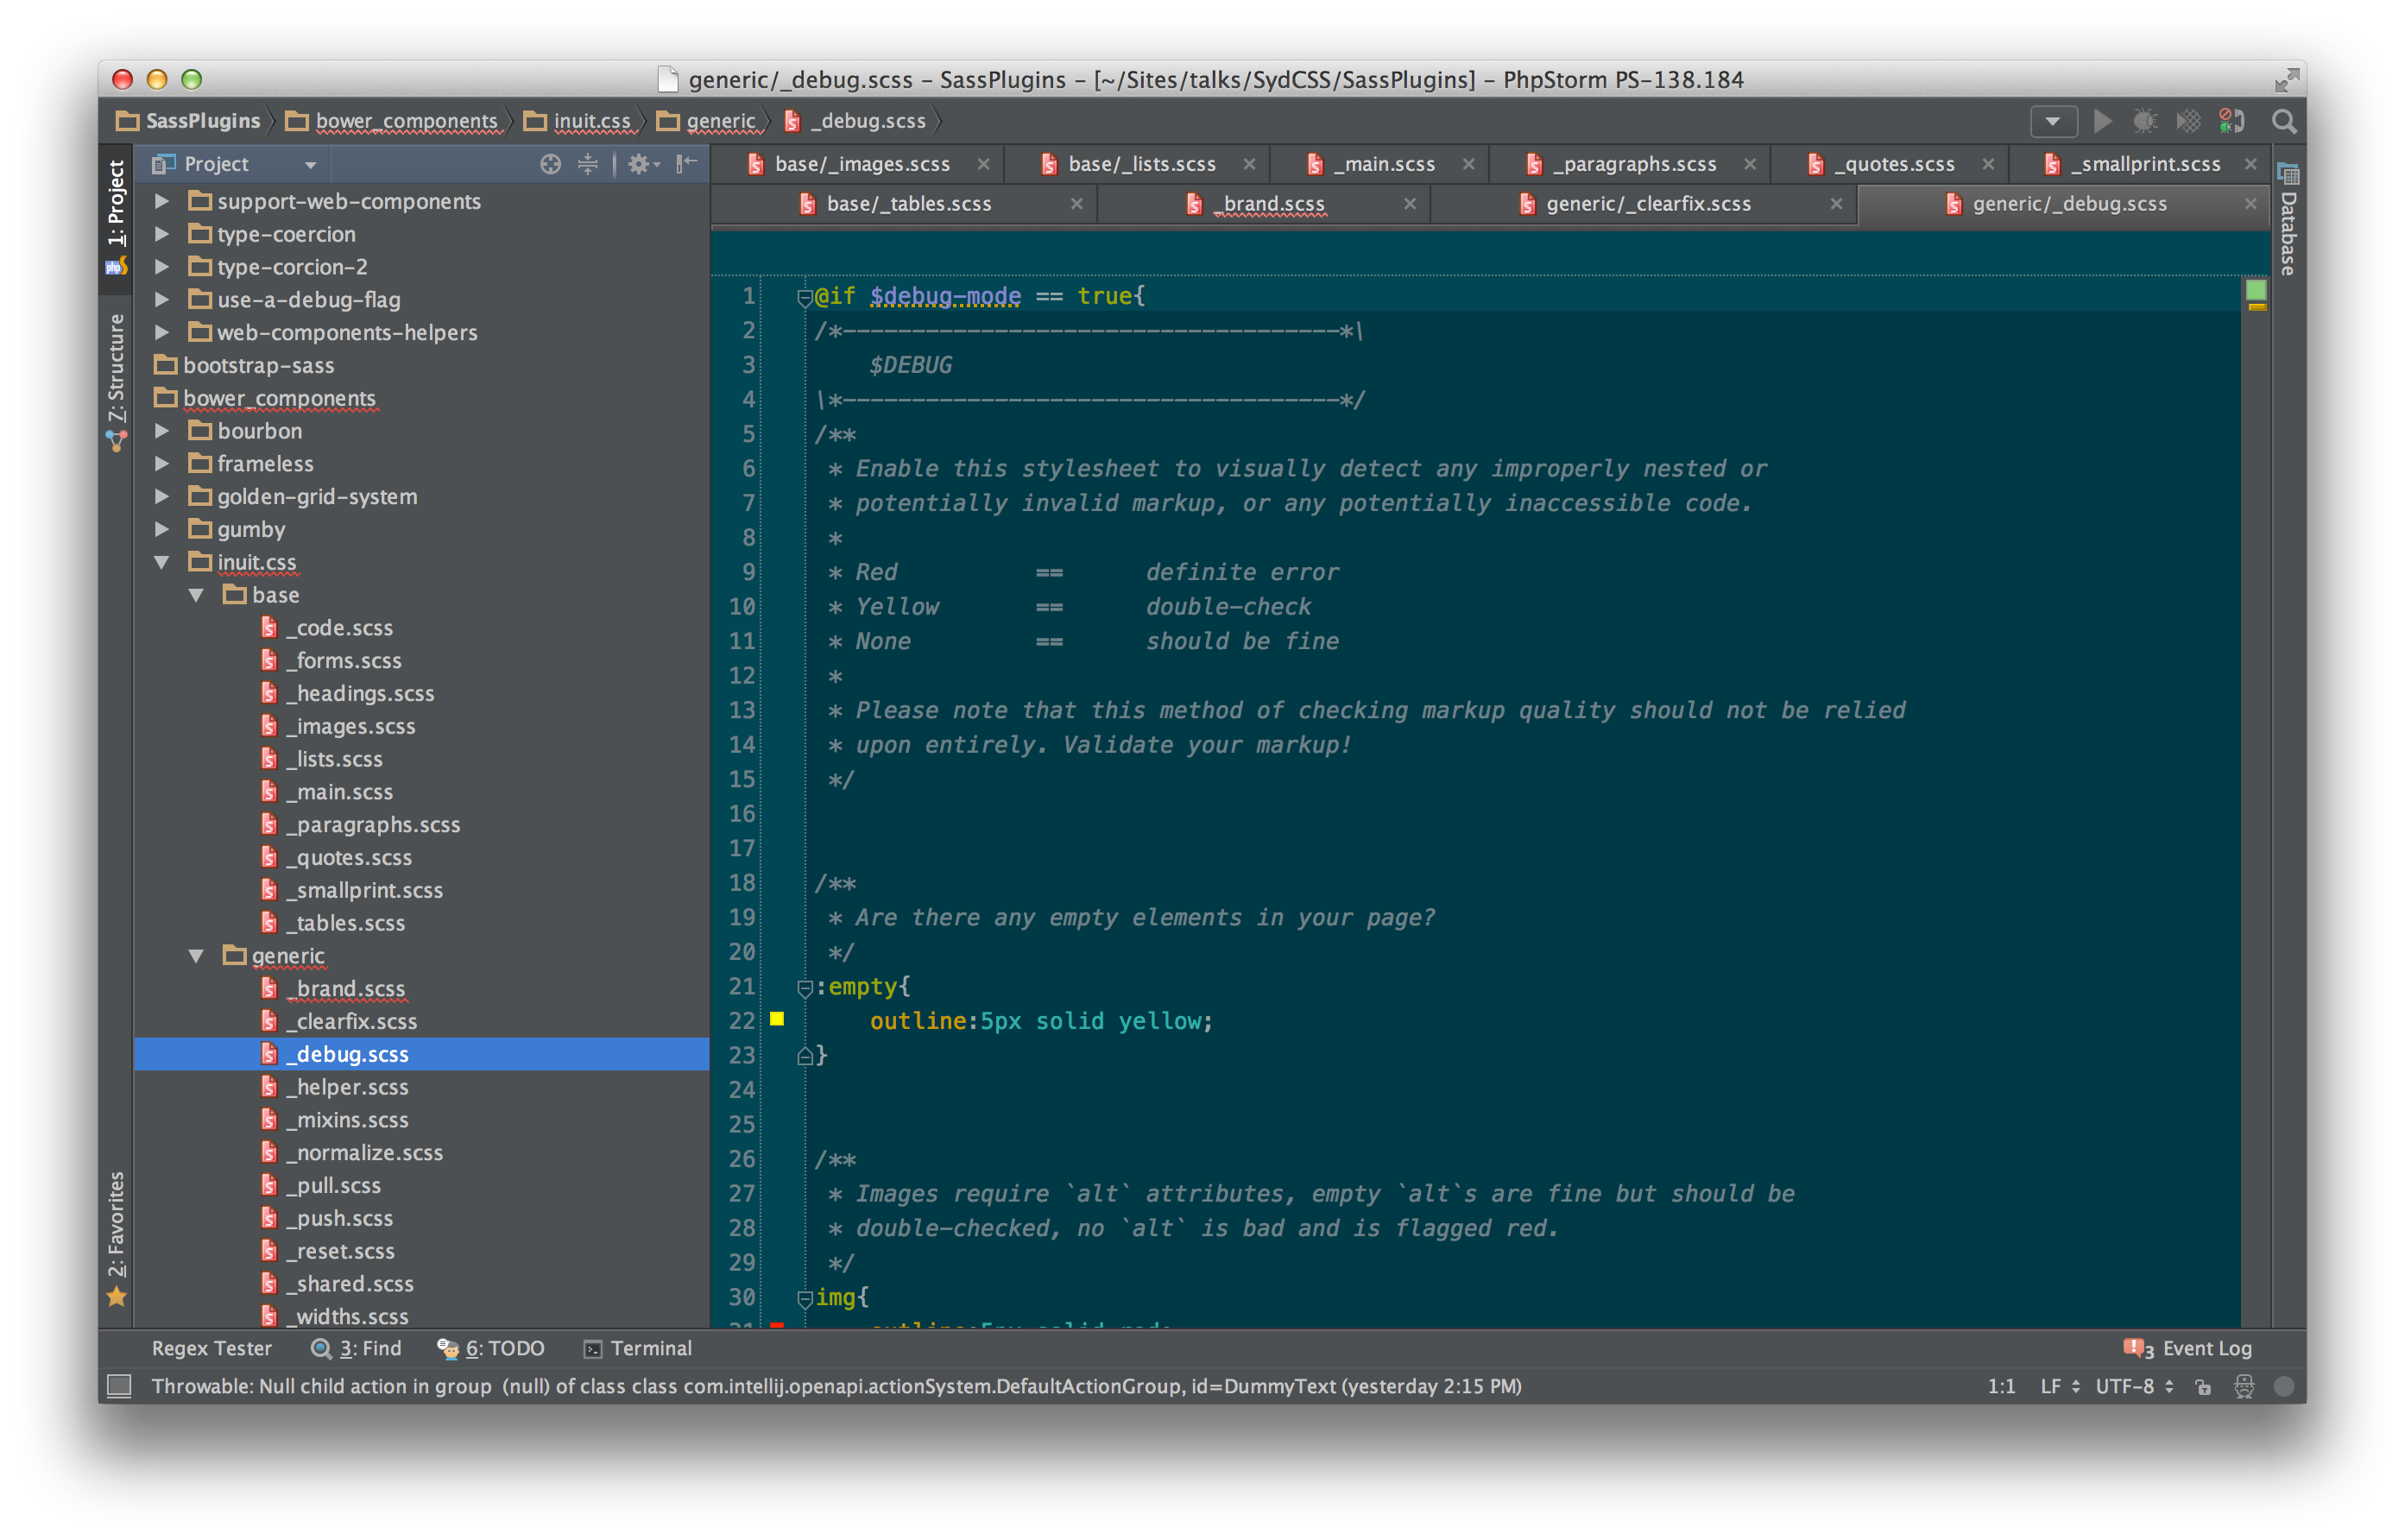 generic/_debug.scss – SassPlugins – [~/Sites/talks/SydCSS/SassPlugins] – PhpStorm PS-138.184
SassPlugins bower_components inuit.css generic _debug.scss
1: Project
7: Structure
2: Favorites
Project
support-web-components
type-coercion
type-corcion-2
use-a-debug-flag
web-components-helpers
bootstrap-sass
bower_components
bourbon
frameless
golden-grid-system
gumby
inuit.css
base
_code.scss
_forms.scss
_headings.scss
_images.scss
_lists.scss
_main.scss
_paragraphs.scss
_quotes.scss
_smallprint.scss
_tables.scss
generic
_brand.scss
_clearfix.scss
_debug.scss
_helper.scss
_mixins.scss
_normalize.scss
_pull.scss
_push.scss
_reset.scss
_shared.scss
_widths.scss
base/_images.scss base/_lists.scss _main.scss _paragraphs.scss _quotes.scss _smallprint.scss
base/_tables.scss _brand.scss generic/_clearfix.scss generic/_debug.scss
Database
1 @if $debug-mode == true{
2 /*------------------------------------*\
3     $DEBUG
4 \*------------------------------------*/
5 /**
6  * Enable this stylesheet to visually detect any improperly nested or
7  * potentially invalid markup, or any potentially inaccessible code.
8  *
9  * Red          ==      definite error
10  * Yellow       ==      double-check
11  * None         ==      should be fine
12  *
13  * Please note that this method of checking markup quality should not be relied
14  * upon entirely. Validate your markup!
15  */
16
17
18 /**
19  * Are there any empty elements in your page?
20  */
21 :empty{
22     outline:5px solid yellow;
23 }
24
25
26 /**
27  * Images require `alt` attributes, empty `alt`s are fine but should be
28  * double-checked, no `alt` is bad and is flagged red.
29  */
30 img{
31     outline:5px solid red;
Regex Tester 3: Find 6: TODO Terminal 3 Event Log
Throwable: Null child action in group (null) of class class com.intellij.openapi.actionSystem.DefaultActionGroup, id=DummyText (yesterday 2:15 PM) 1:1 LF UTF-8